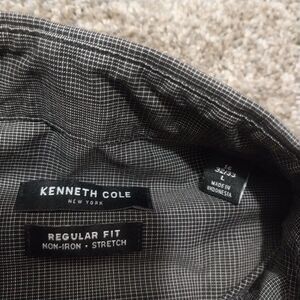 KENNETH COLE
NEW YORK
REGULAR FIT
NON-IRON • STRETCH
16
32/33
L
MADE IN
INDONESIA